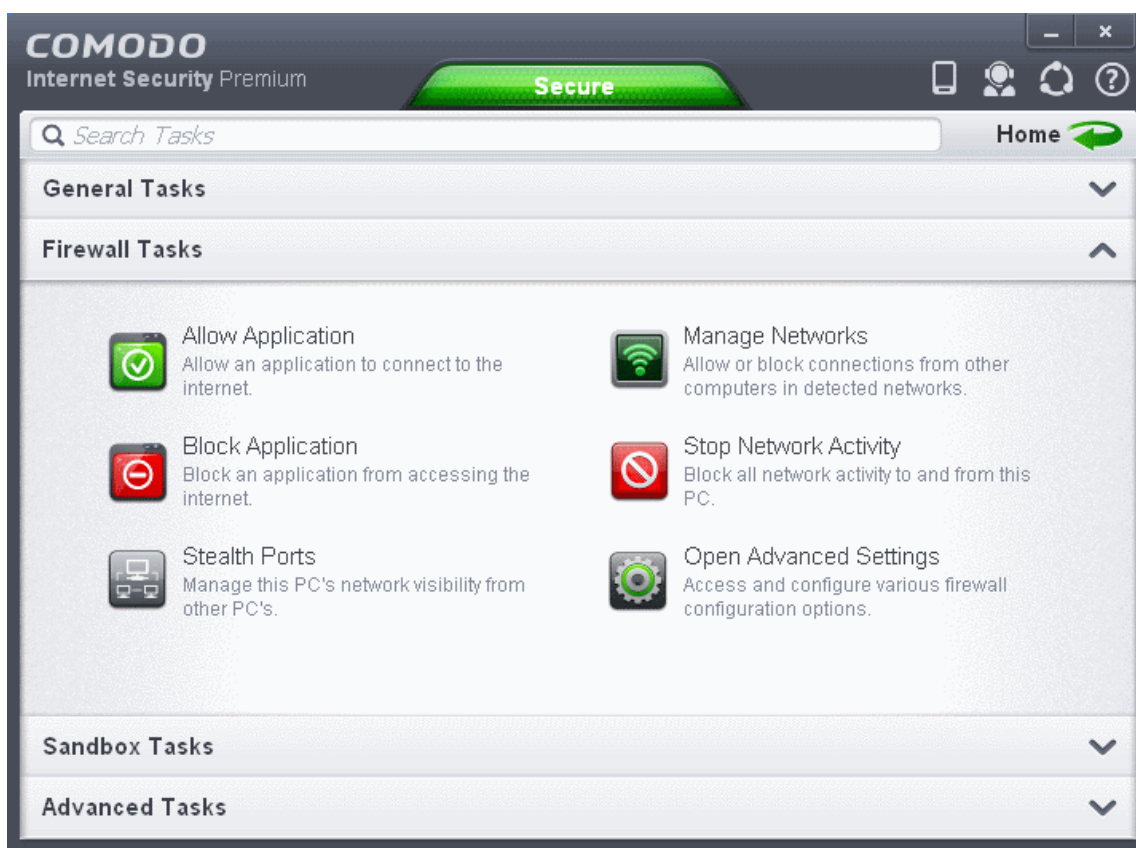 COMODO
Internet Security Premium
Secure
Search Tasks
Home
General Tasks
Firewall Tasks
Allow Application
Allow an application to connect to the
internet.
Manage Networks
Allow or block connections from other
computers in detected networks.
Block Application
Block an application from accessing the
internet.
Stop Network Activity
Block all network activity to and from this
PC.
Stealth Ports
Manage this PC's network visibility from
other PC's.
Open Advanced Settings
Access and configure various firewall
configuration options.
Sandbox Tasks
Advanced Tasks